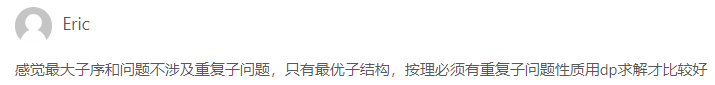 Eric
感觉最大子序和问题不涉及重复子问题，只有最优子结构，按理必须有重复子问题性质用dp求解才比较好